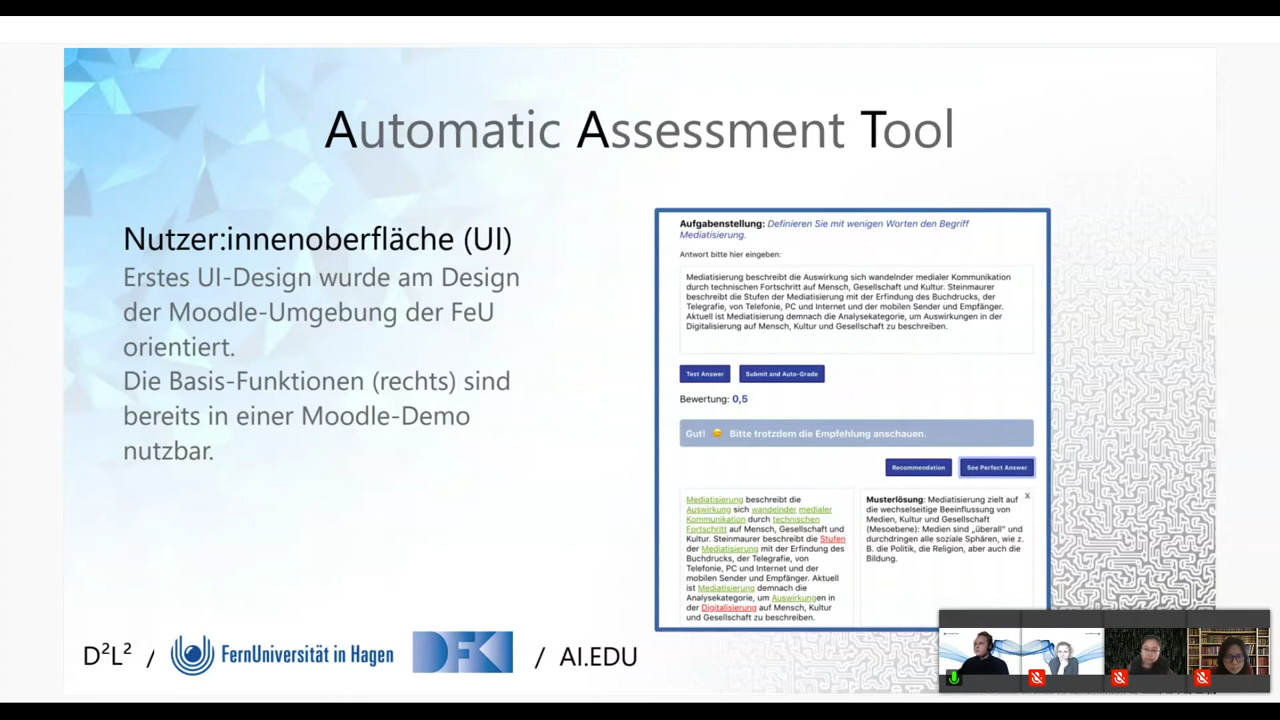 Automatic Assessment Tool
Nutzer:innenoberfläche (UI)
Erstes UI-Design wurde am Design
der Moodle-Umgebung der FeU
orientiert.
Die Basis-Funktionen (rechts) sind
bereits in einer Moodle-Demo
nutzbar.
Aufgabenstellung: Definieren Sie mit wenigen Worten den Begriff
Mediatisierung.
Antwort bitte hier eingeben:
Mediatisierung beschreibt die Auswirkung sich wandelnder medialer Kommunikation
durch technischen Fortschritt auf Mensch, Gesellschaft und Kultur. Steinmaurer
beschreibt die Stufen der Mediatisierung mit der Erfindung des Buchdrucks, der
Telegrafie, von Telefonie, PC und Internet und der mobilen Sender und Empfänger.
Aktuell ist Mediatisierung demnach die Analysekategorie, um Auswirkungen in der
Digitalisierung auf Mensch, Kultur und Gesellschaft zu beschreiben.
Test Answer
Submit and Auto-Grade
Bewertung: 0,5
Gut! 😊 Bitte trotzdem die Empfehlung anschauen.
Recommendation
See Perfect Answer
Mediatisierung beschreibt die
Auswirkung sich wandelnder medialer
Kommunikation durch technischen
Fortschritt auf Mensch, Gesellschaft und
Kultur. Steinmaurer beschreibt die Stufen
der Mediatisierung mit der Erfindung des
Buchdrucks, der Telegrafie, von
Telefonie, PC und Internet und der
mobilen Sender und Empfänger. Aktuell
ist Mediatisierung demnach die
Analysekategorie, um Auswirkungen in
der Digitalisierung auf Mensch, Kultur
und Gesellschaft zu beschreiben.
X
Musterlösung: Mediatisierung zielt auf
die wechselseitige Beeinflussung von
Medien, Kultur und Gesellschaft
(Mesoebene): Medien sind „überall" und
durchdringen alle soziale Sphären, wie z.
B. die Politik, die Religion, aber auch die
Bildung.
D²L² / FernUniversität in Hagen DFKI / AI.EDU